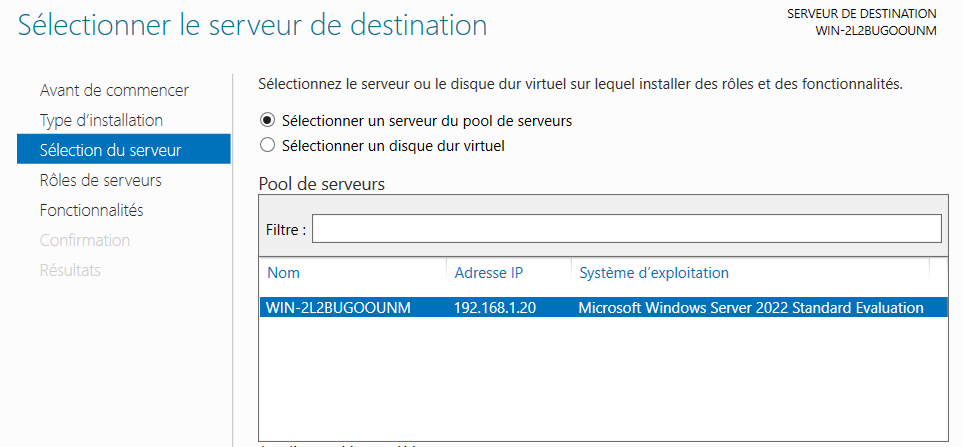 Sélectionner le serveur de destination
SERVEUR DE DESTINATION
WIN-2L2BUGOOUNM
Avant de commencer
Type d'installation
Sélection du serveur
Rôles de serveurs
Fonctionnalités
Confirmation
Résultats
Sélectionnez le serveur ou le disque dur virtuel sur lequel installer des rôles et des fonctionnalités.
Sélectionner un serveur du pool de serveurs
Sélectionner un disque dur virtuel
Pool de serveurs
Filtre :
Nom Adresse IP Système d'exploitation
WIN-2L2BUGOOUNM 192.168.1.20 Microsoft Windows Server 2022 Standard Evaluation